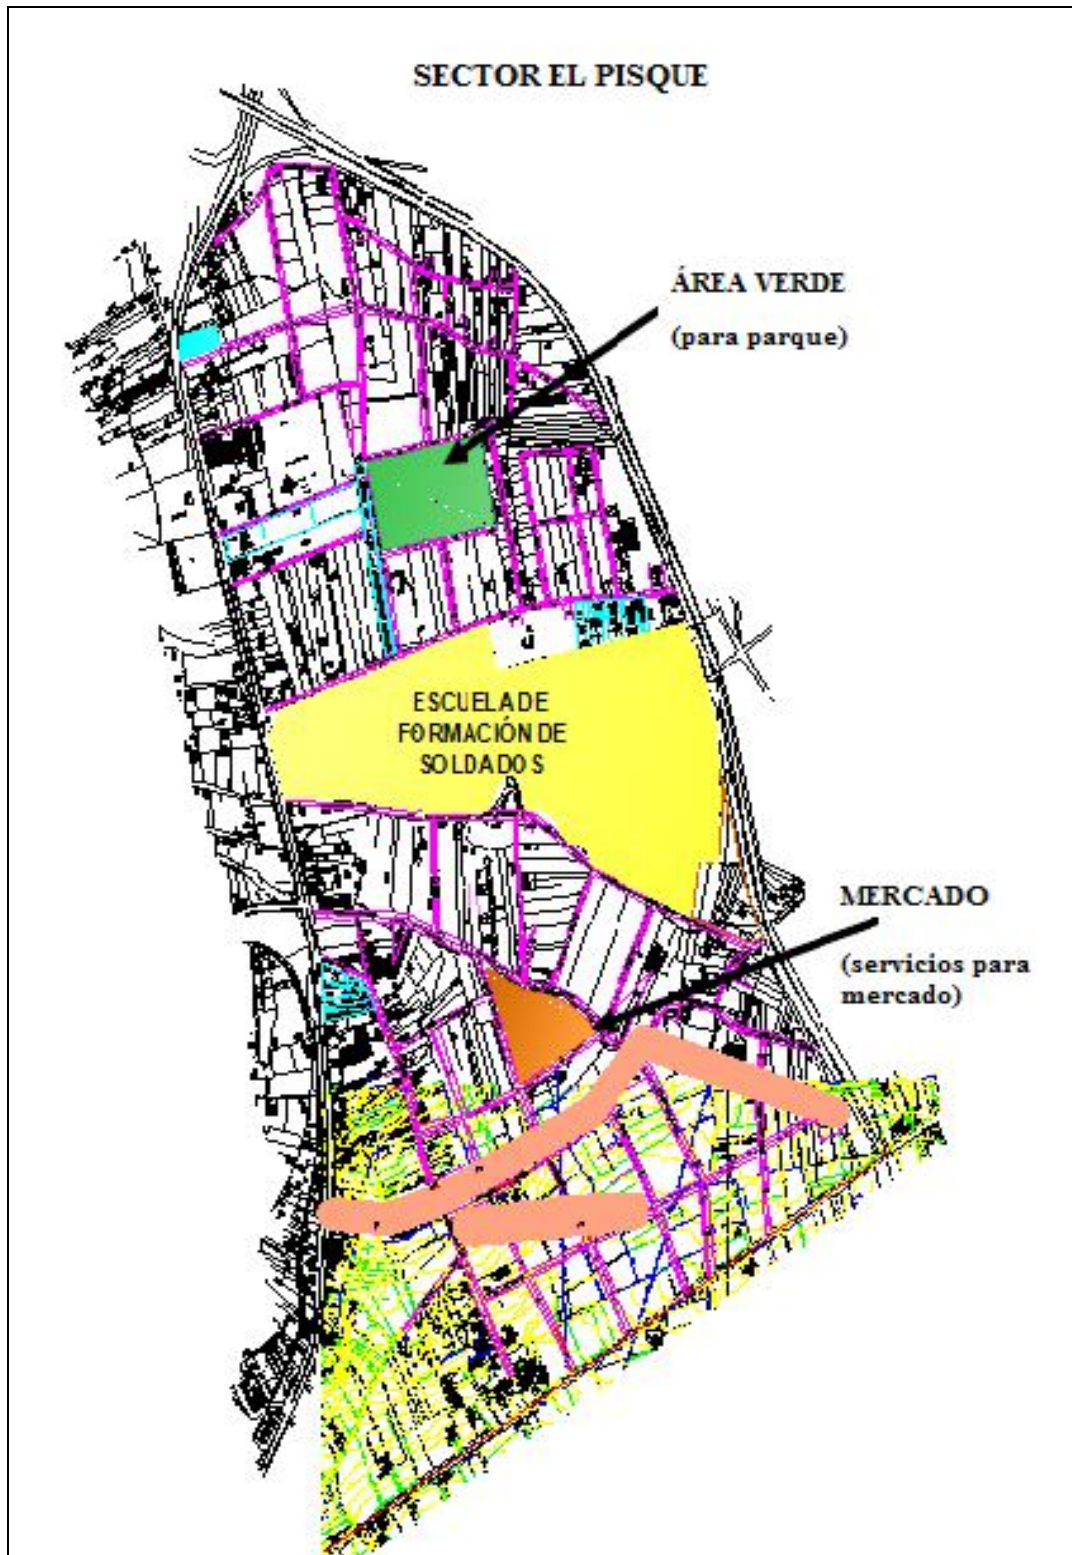 SECTOR EL PISQUE
ÁREA VERDE
(para parque)
ESCUELA DE
FORMACIÓN DE
SOLDADOS
MERCADO
(servicios para
mercado)